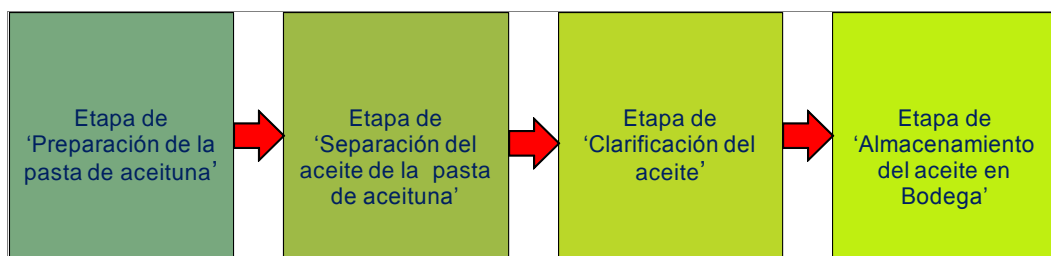 Etapa de
‘Preparación de la
pasta de aceituna’
Etapa de
‘Separación del
aceite de la pasta
de aceituna’
Etapa de
‘Clarificación del
aceite’
Etapa de
‘Almacenamiento
del aceite en
Bodega’